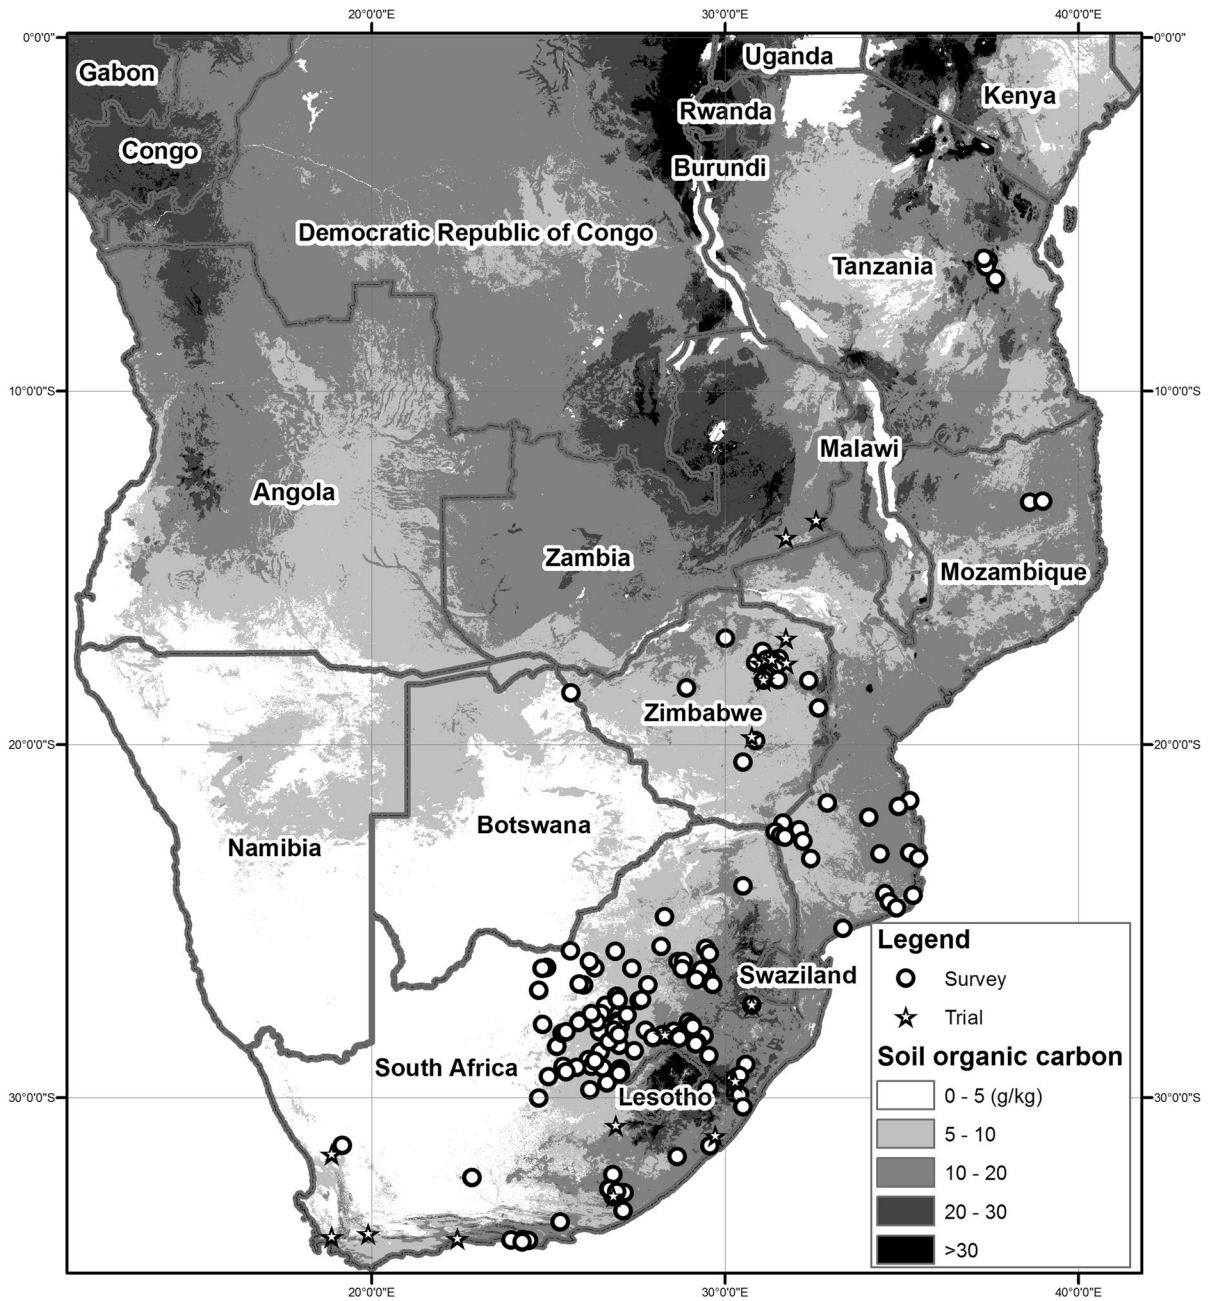 20°0'0"E 30°0'0"E 40°0'0"E
0°0'0" 0°0'0"
Uganda
Gabon
Kenya
Rwanda
Congo
Burundi
Democratic Republic of Congo
Tanzania
10°0'0"S 10°0'0"S
Malawi
Angola
Zambia
Mozambique
Zimbabwe
20°0'0"S 20°0'0"S
Botswana
Namibia
Legend
Swaziland
Survey
Trial
Soil organic carbon
South Africa
Lesotho
0 - 5 (g/kg)
30°0'0"S 30°0'0"S
5 - 10
10 - 20
20 - 30
>30
20°0'0"E 30°0'0"E 40°0'0"E